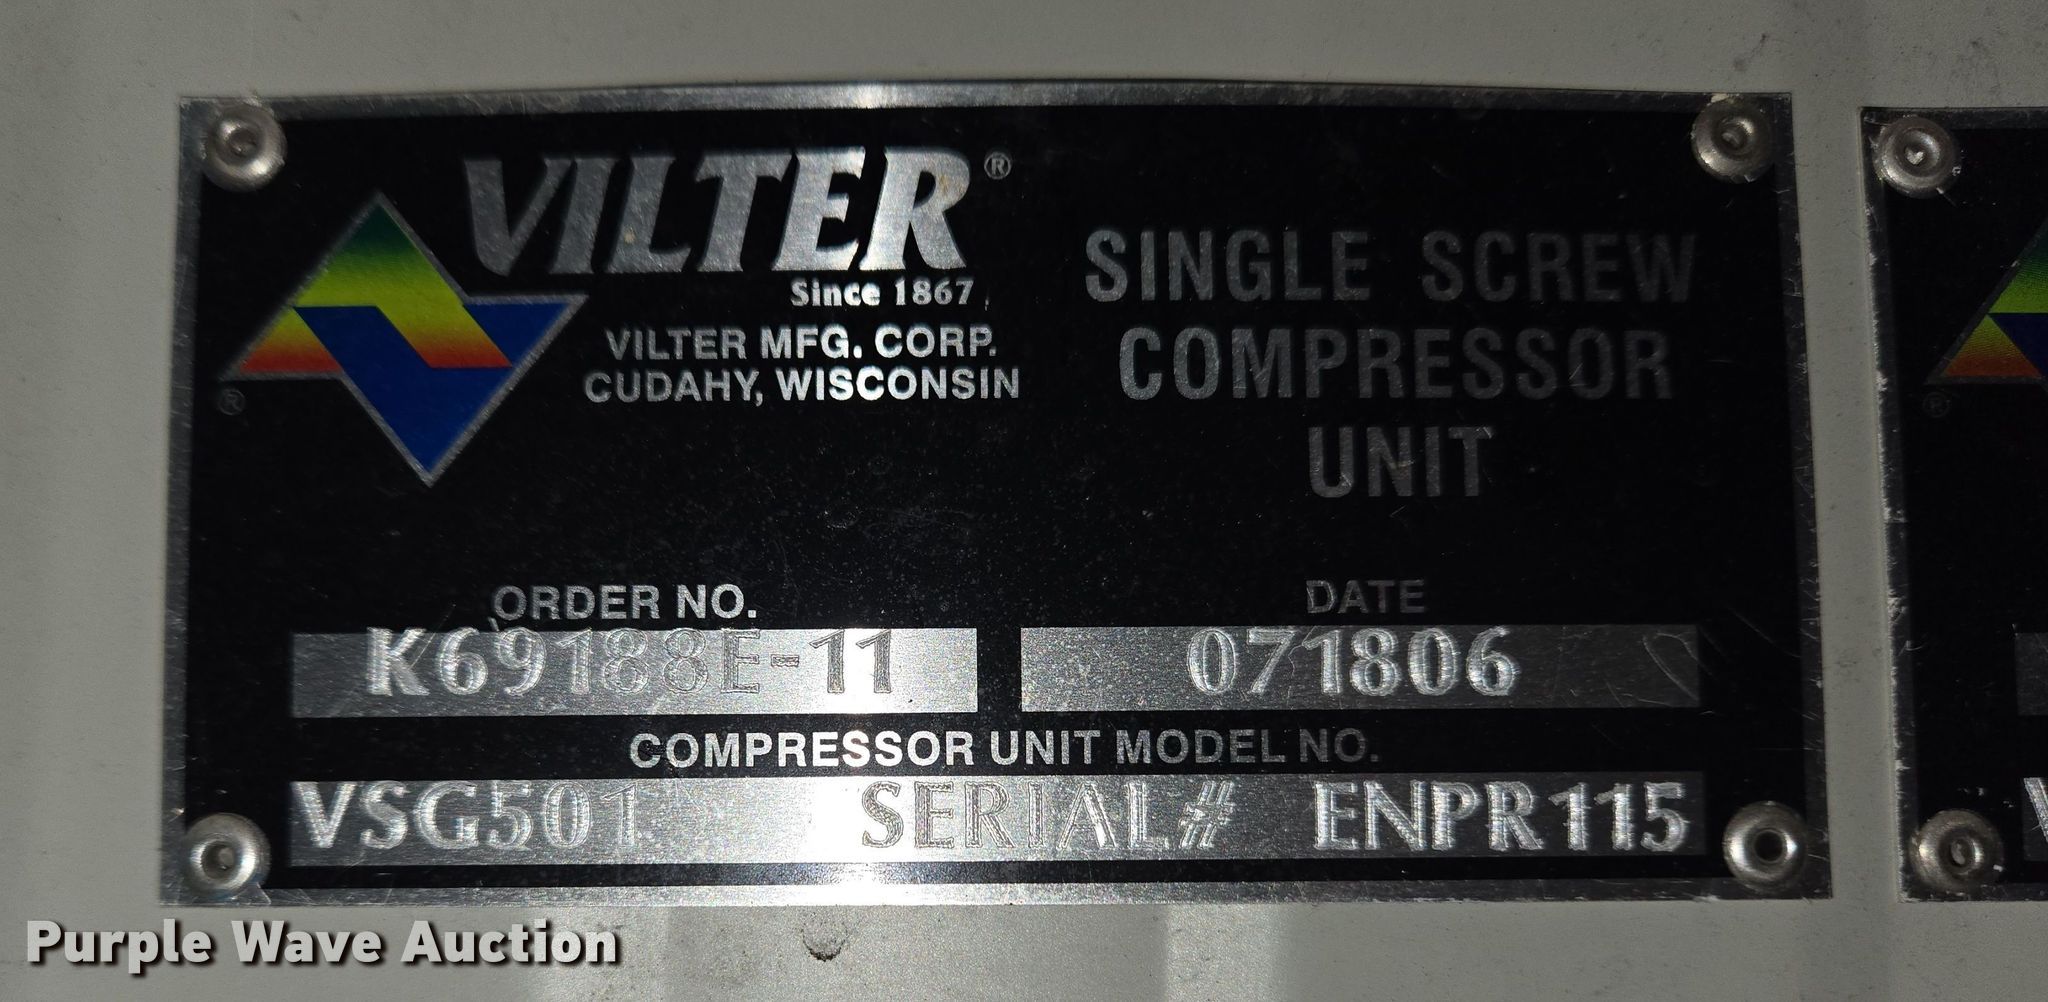 VILTER®
Since 1867
VILTER MFG. CORP.
CUDAHY, WISCONSIN
®
SINGLE SCREW
COMPRESSOR
UNIT
ORDER NO.
K69188E-11
DATE
071806
COMPRESSOR UNIT MODEL NO.
VSG501 SERIAL# ENPR115
®
Purple Wave Auction